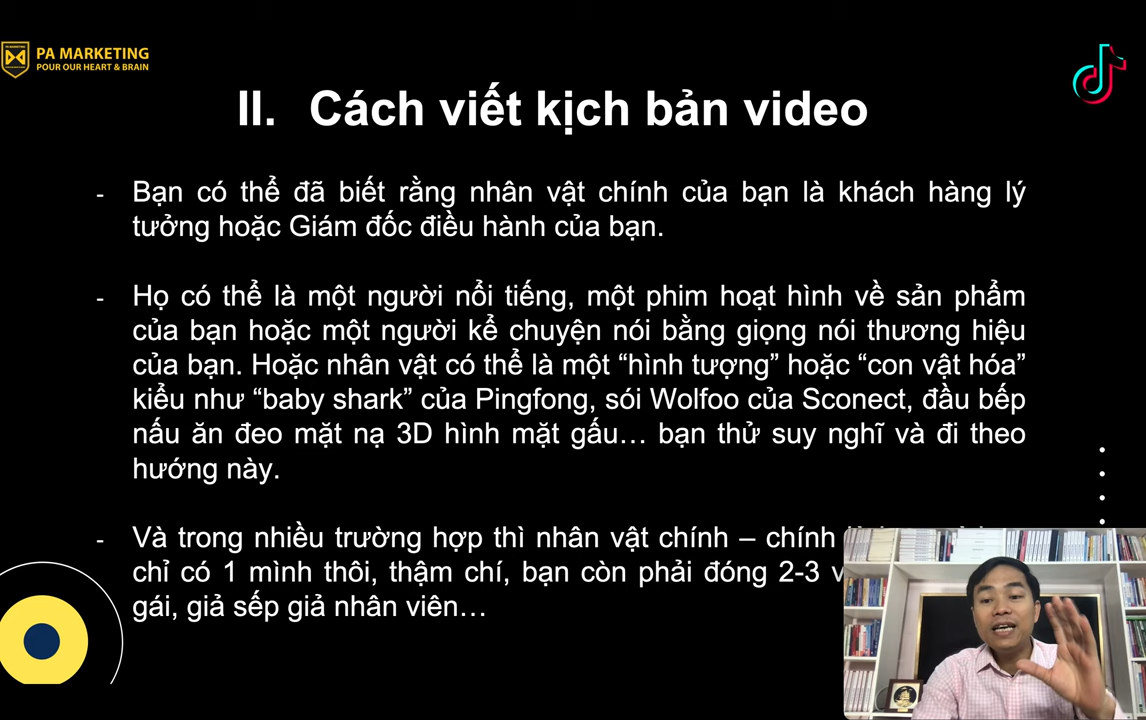 PA MARKETING
POUR OUR HEART & BRAIN
II. Cách viết kịch bản video
- Bạn có thể đã biết rằng nhân vật chính của bạn là khách hàng lý
tưởng hoặc Giám đốc điều hành của bạn.
- Họ có thể là một người nổi tiếng, một phim hoạt hình về sản phẩm
của bạn hoặc một người kể chuyện nói bằng giọng nói thương hiệu
của bạn. Hoặc nhân vật có thể là một “hình tượng” hoặc “con vật hóa”
kiểu như “baby shark” của Pingfong, sói Wolfoo của Sconect, đầu bếp
nấu ăn đeo mặt nạ 3D hình mặt gấu… bạn thử suy nghĩ và đi theo
hướng này.
- Và trong nhiều trường hợp thì nhân vật chính – chính
chỉ có 1 mình thôi, thậm chí, bạn còn phải đóng 2-3
gái, giả sếp giả nhân viên…